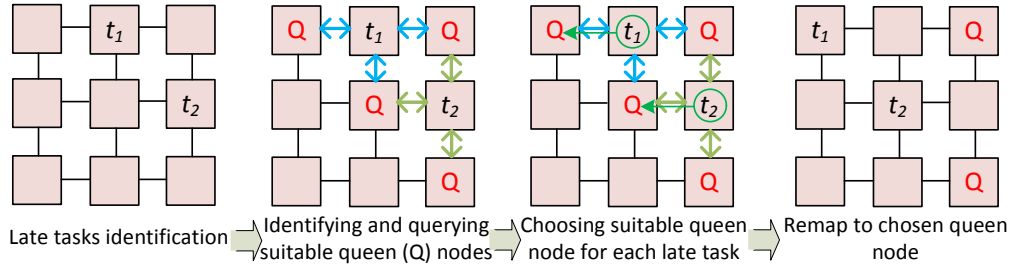 t1
t2
Late tasks identification
Q t1 Q
Q t2
Q
Identifying and querying
suitable queen (Q) nodes
Q t1 Q
Q t2
Q
Choosing suitable queen
node for each late task
t1 Q
t2
Q
Remap to chosen queen
node